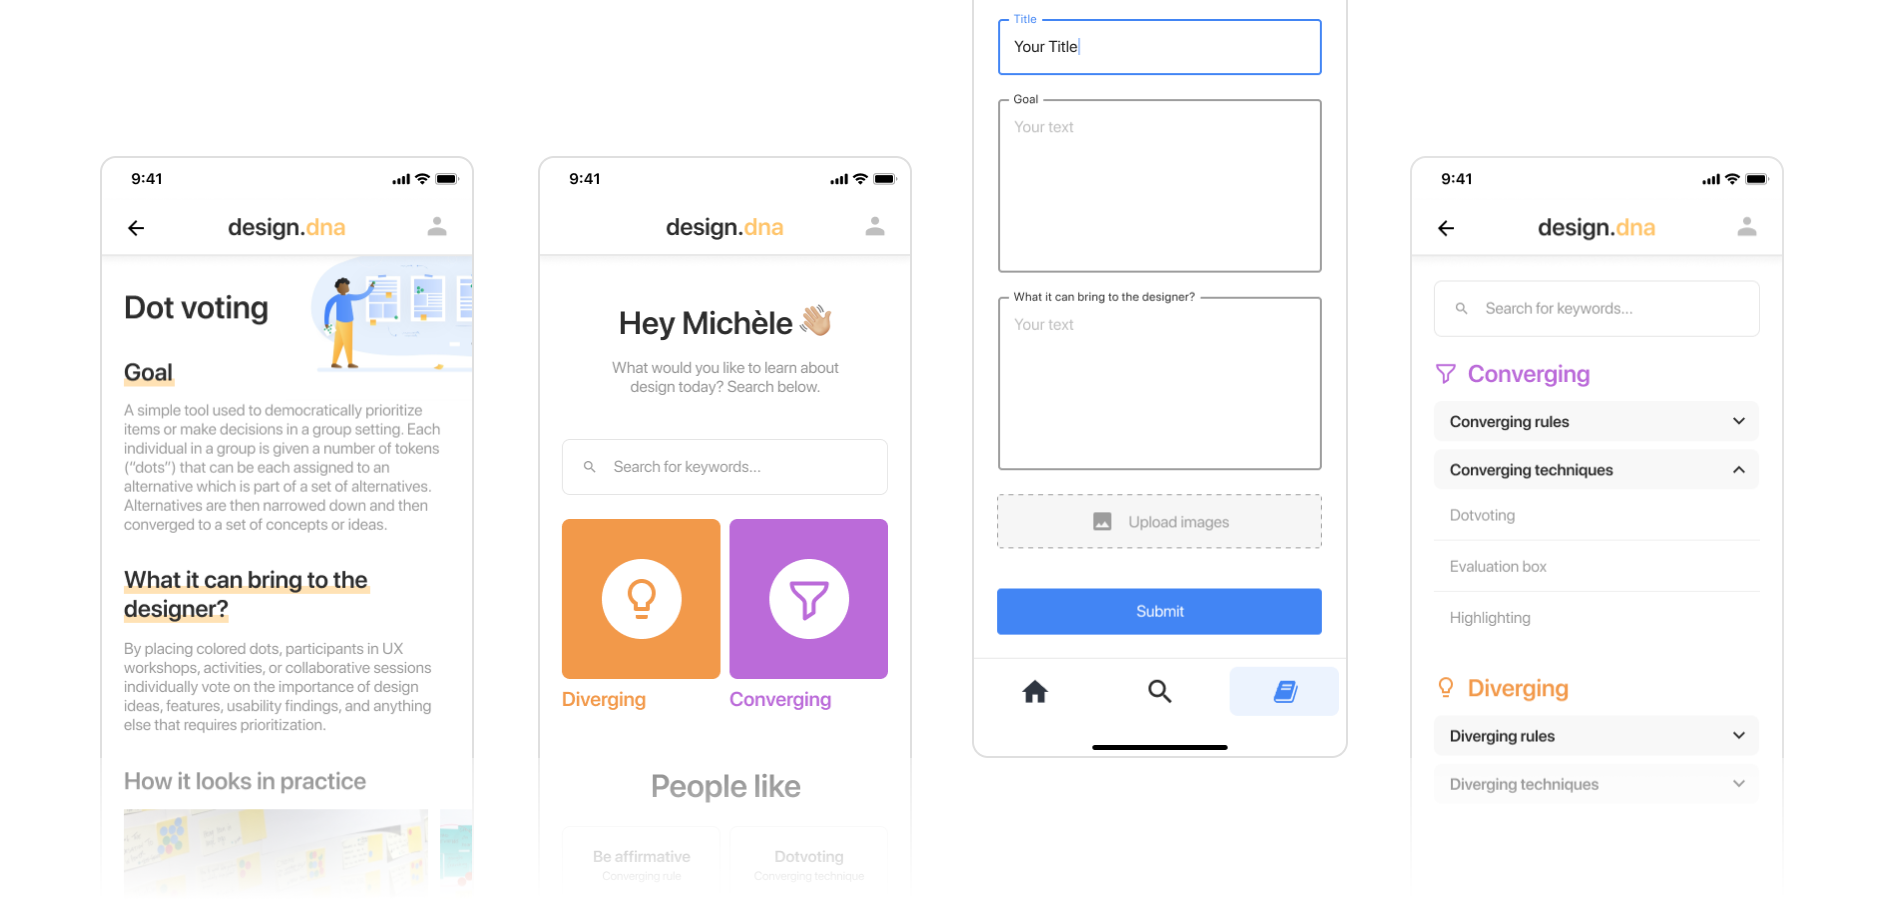 9:41
design.dna
Dot voting
Goal
A simple tool used to democratically prioritize
items or make decisions in a group setting. Each
individual in a group is given a number of tokens
(“dots”) that can be each assigned to an
alternative which is part of a set of alternatives.
Alternatives are then narrowed down and then
converged to a set of concepts or ideas.
What it can bring to the
designer?
By placing colored dots, participants in UX
workshops, activities, or collaborative sessions
individually vote on the importance of design
ideas, features, usability findings, and anything
else that requires prioritization.
How it looks in practice
9:41
design.dna
Hey Michèle 👋🏼
What would you like to learn about
design today? Search below.
Search for keywords...
Diverging
Converging
People like
Be affirmative
Converging rule
Dotvoting
Converging technique
Title
Your Title
Goal
Your text
What it can bring to the designer?
Your text
Upload images
Submit
9:41
design.dna
Search for keywords...
Converging
Converging rules
Converging techniques
Dotvoting
Evaluation box
Highlighting
Diverging
Diverging rules
Diverging techniques